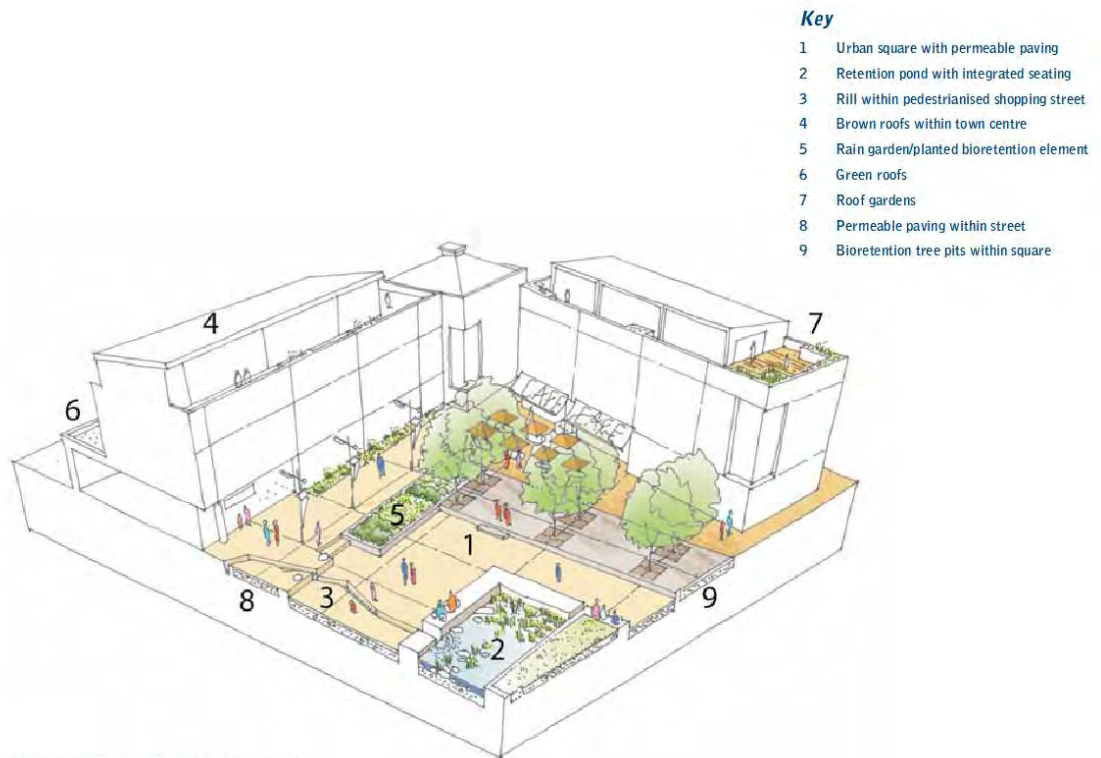 Key
1 Urban square with permeable paving
2 Retention pond with integrated seating
3 Rill within pedestrianised shopping street
4 Brown roofs within town centre
5 Rain garden/planted bioretention element
6 Green roofs
7 Roof gardens
8 Permeable paving within street
9 Bioretention tree pits within square
4
7
6
CAFE
CAFE
5
1
8
3
9
2